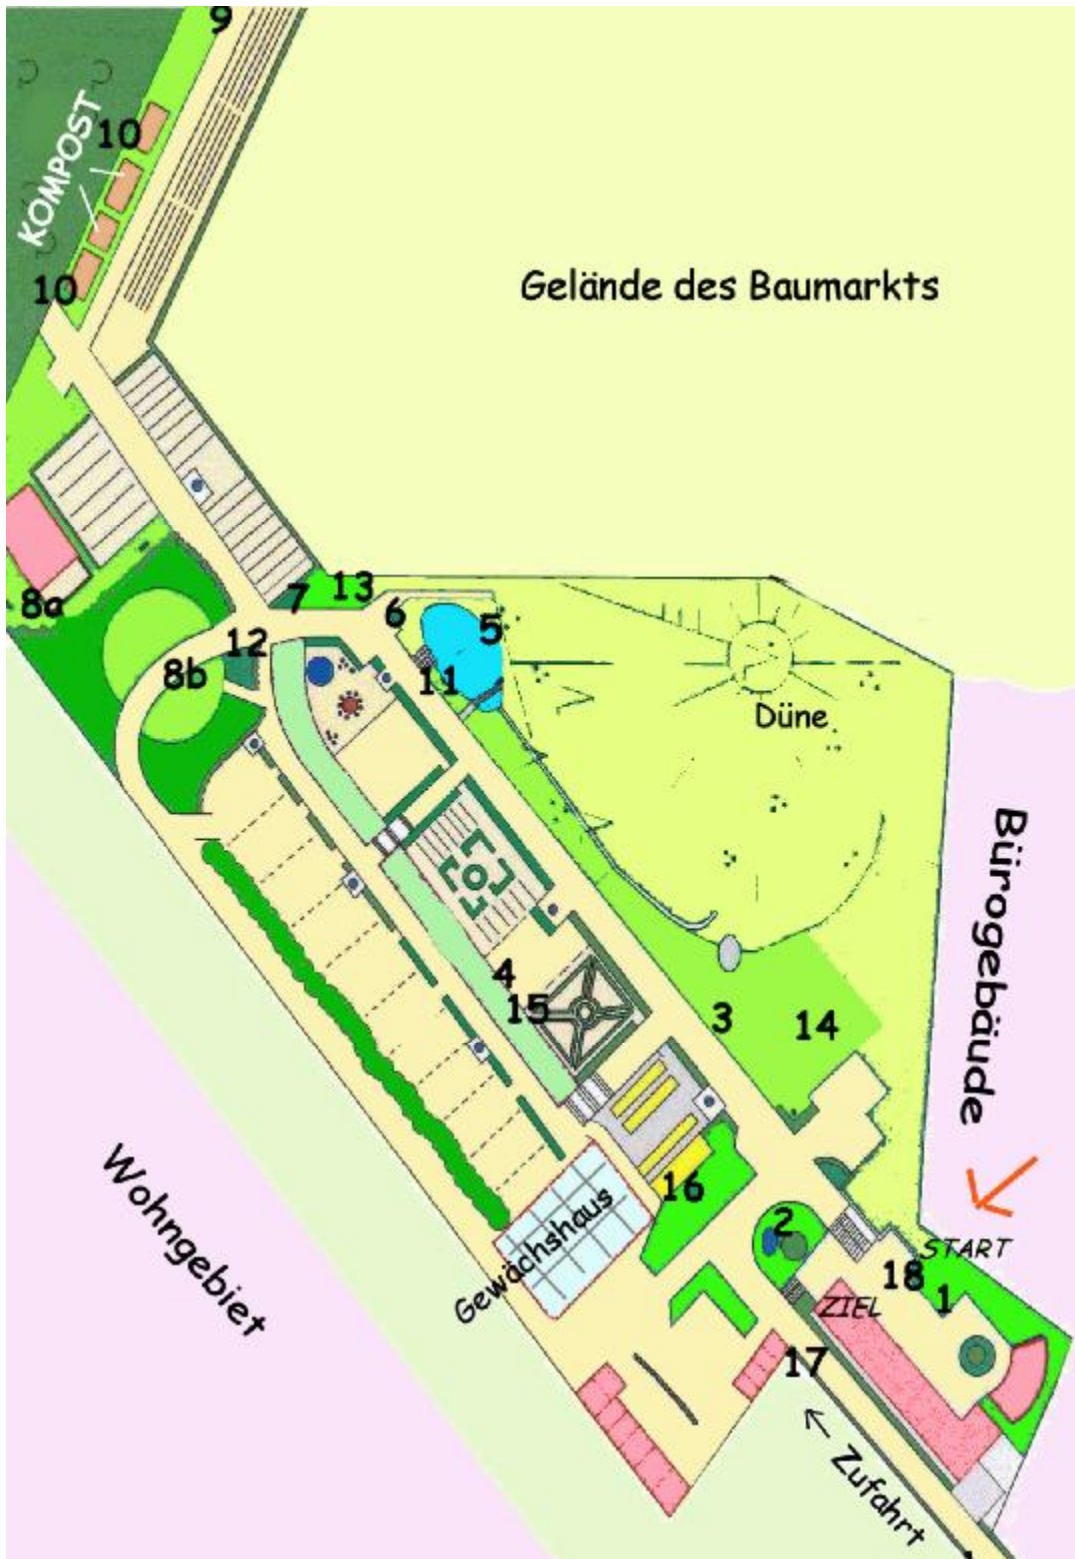 9
KOMPOST
10
10
Gelände des Baumarkts
7
13
6
5
8a
12
8b
11
Düne
Bürogebäude
4
15
3
14
Wohngebiet
16
2
Gewächshaus
START
18
1
ZIEL
17
Zufahrt